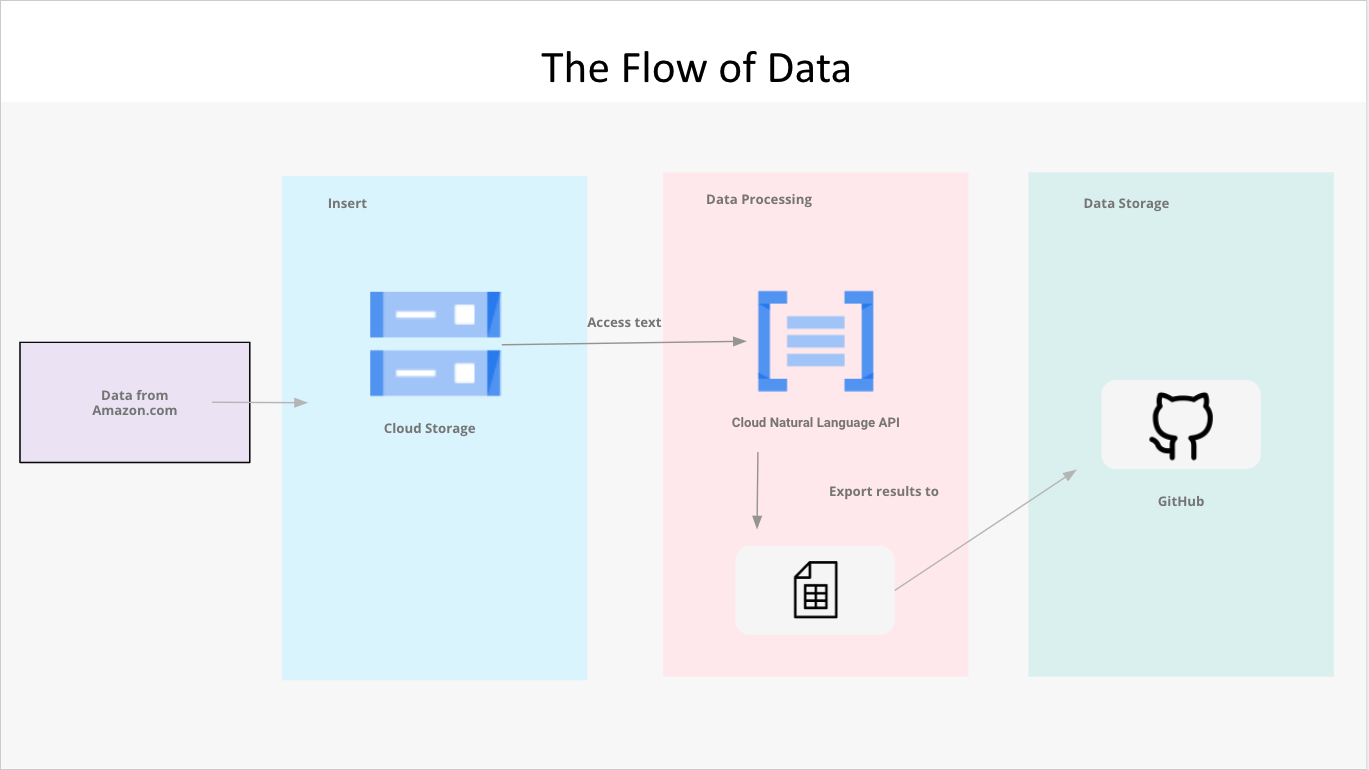 The Flow of Data
Insert
Data Processing
Data Storage
Access text
Data from
Amazon.com
Cloud Storage
Cloud Natural Language API
Export results to
GitHub